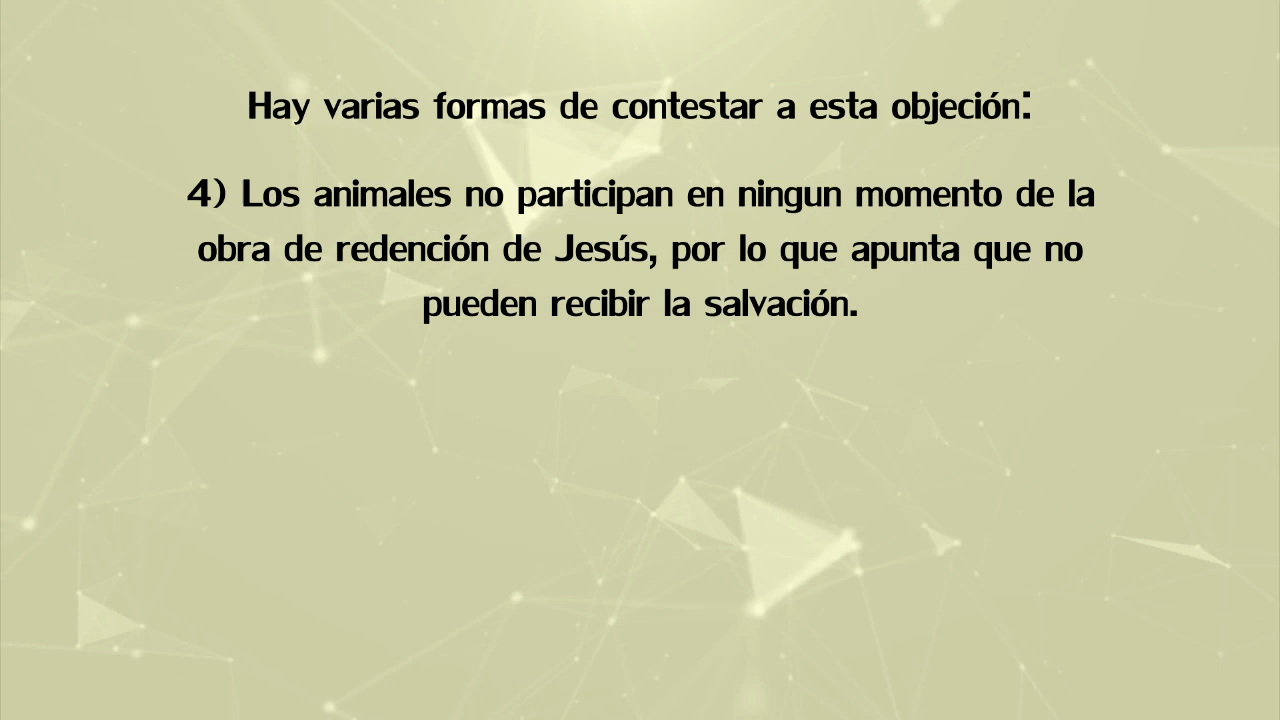 Hay varias formas de contestar a esta objeción:
4) Los animales no participan en ningun momento de la
obra de redención de Jesús, por lo que apunta que no
pueden recibir la salvación.